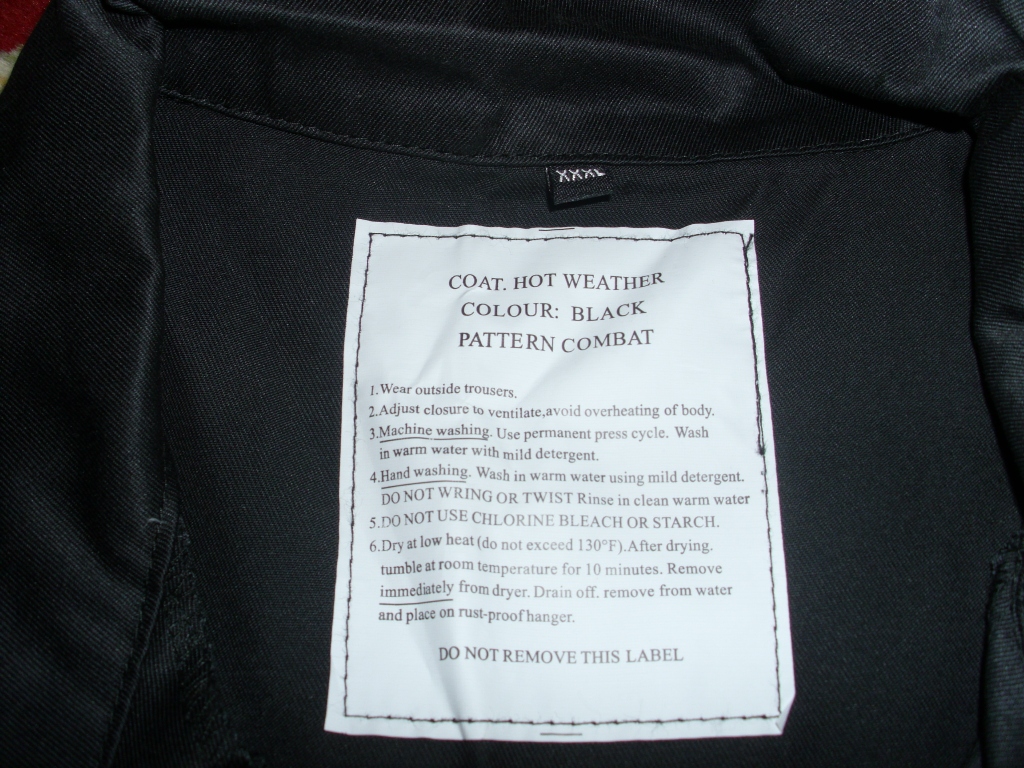 XXXL
COAT. HOT WEATHER
COLOUR: BLACK
PATTERN COMBAT
1.Wear outside trousers.
2.Adjust closure to ventilate,avoid overheating of body.
3.Machine washing. Use permanent press cycle. Wash
in warm water with mild detergent.
4.Hand washing. Wash in warm water using mild detergent.
DO NOT WRING OR TWIST Rinse in clean warm water
5.DO NOT USE CHLORINE BLEACH OR STARCH.
6.Dry at low heat (do not exceed 130°F).After drying.
tumble at room temperature for 10 minutes. Remove
immediately from dryer. Drain off. remove from water
and place on rust-proof hanger.
DO NOT REMOVE THIS LABEL